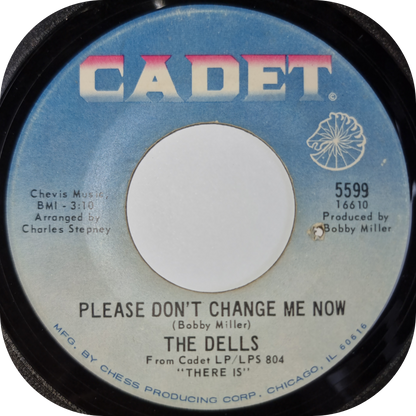 CADET
©
Chevis Music,
BMI - 3:10
Arranged by
Charles Stepney
5599
16610
Produced by
Bobby Miller
PLEASE DON'T CHANGE ME NOW
(Bobby Miller)
THE DELLS
From Cadet LP/LPS 804
"THERE IS"
MFG. BY CHESS PRODUCING CORP., CHICAGO, IL 60616